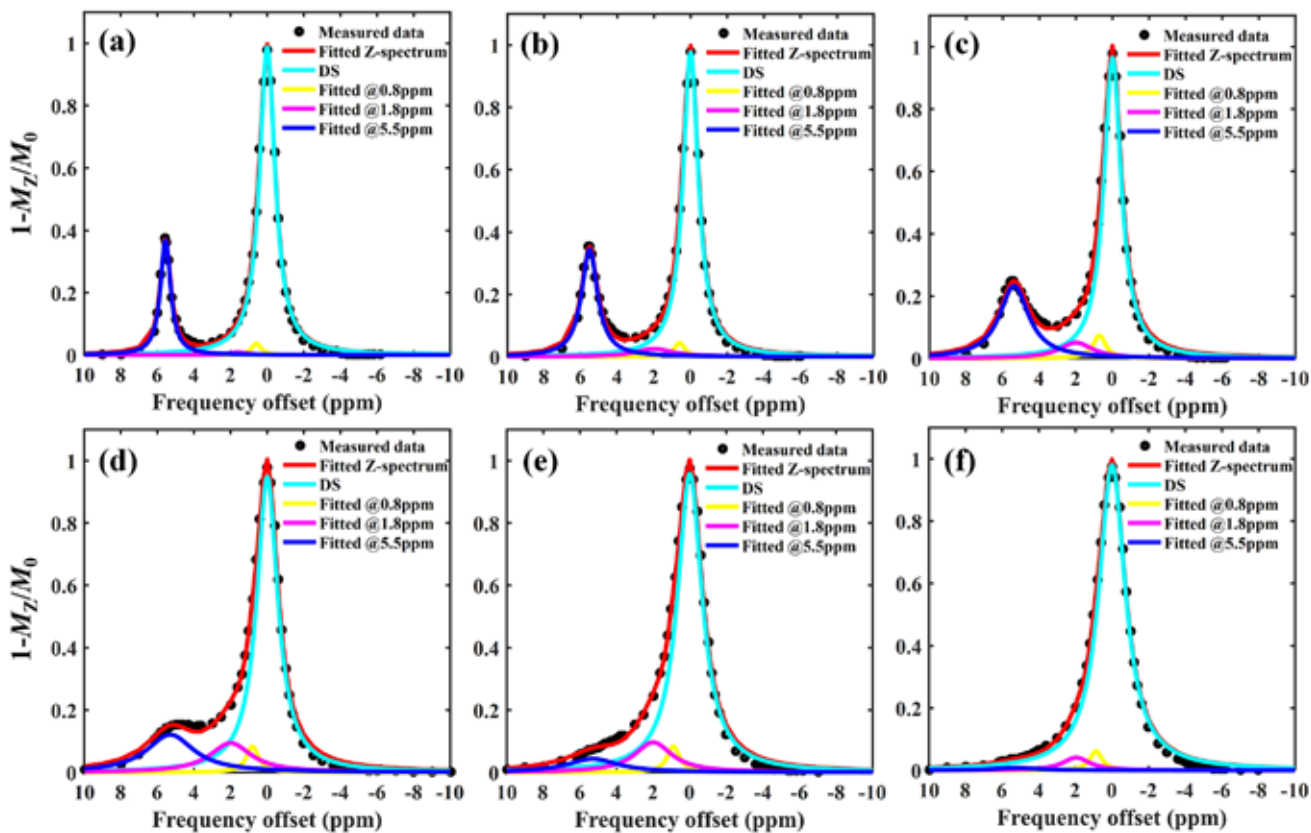 (a)
Measured data
Fitted Z-spectrum
DS
Fitted @0.8ppm
Fitted @1.8ppm
Fitted @5.5ppm
1-MZ/M0
1
0.8
0.6
0.4
0.2
0
10 8 6 4 2 0 -2 -4 -6 -8 -10
Frequency offset (ppm)
(b)
Measured data
Fitted Z-spectrum
DS
Fitted @0.8ppm
Fitted @1.8ppm
Fitted @5.5ppm
1
0.8
0.6
0.4
0.2
0
10 8 6 4 2 0 -2 -4 -6 -8 -10
Frequency offset (ppm)
(c)
Measured data
Fitted Z-spectrum
DS
Fitted @0.8ppm
Fitted @1.8ppm
Fitted @5.5ppm
1
0.8
0.6
0.4
0.2
0
10 8 6 4 2 0 -2 -4 -6 -8 -10
Frequency offset (ppm)
(d)
Measured data
Fitted Z-spectrum
DS
Fitted @0.8ppm
Fitted @1.8ppm
Fitted @5.5ppm
1-MZ/M0
1
0.8
0.6
0.4
0.2
0
10 8 6 4 2 0 -2 -4 -6 -8 -10
Frequency offset (ppm)
(e)
Measured data
Fitted Z-spectrum
DS
Fitted @0.8ppm
Fitted @1.8ppm
Fitted @5.5ppm
1
0.8
0.6
0.4
0.2
0
10 8 6 4 2 0 -2 -4 -6 -8 -10
Frequency offset (ppm)
(f)
Measured data
Fitted Z-spectrum
DS
Fitted @0.8ppm
Fitted @1.8ppm
Fitted @5.5ppm
1
0.8
0.6
0.4
0.2
0
10 8 6 4 2 0 -2 -4 -6 -8 -10
Frequency offset (ppm)